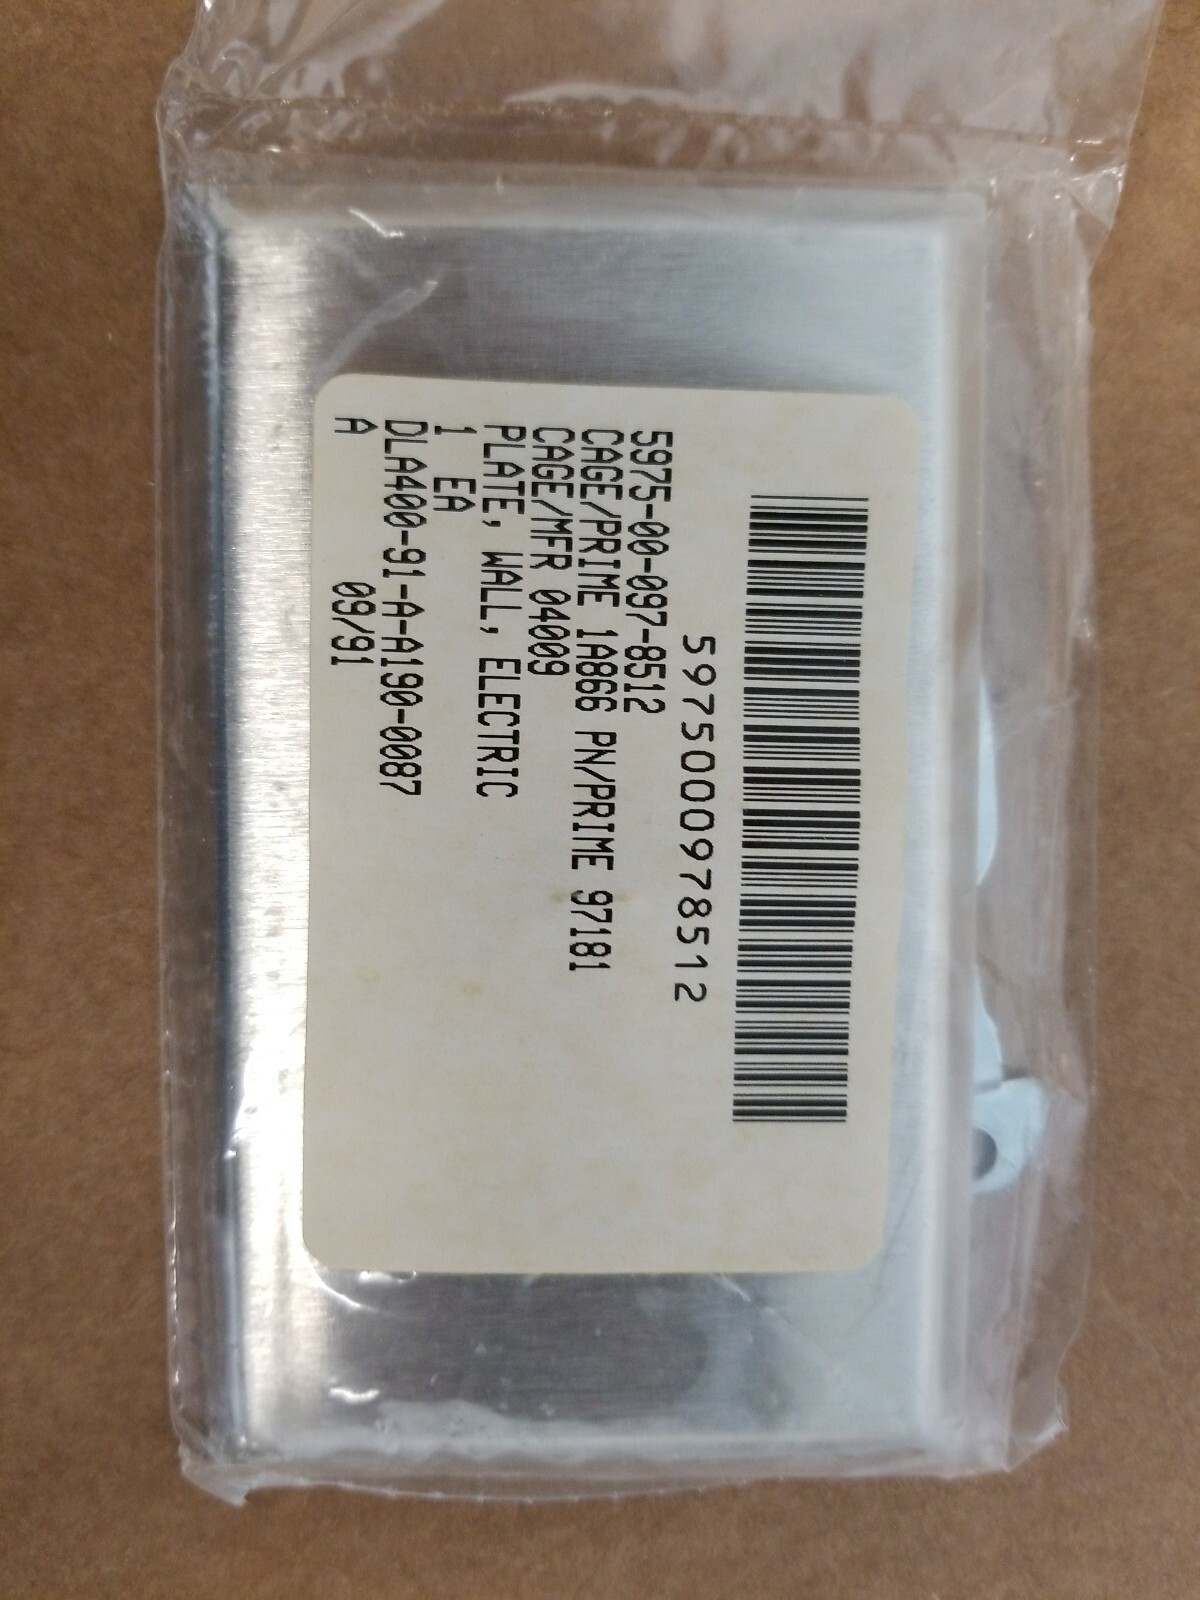 5975000978512
5975-00-097-8512
CAGE/PRIME 1A866 PN/PRIME 97181
CAGE/MFR 04009
PLATE, WALL, ELECTRIC
1 EA
DLA400-91-A-A190-0087
A 09/91